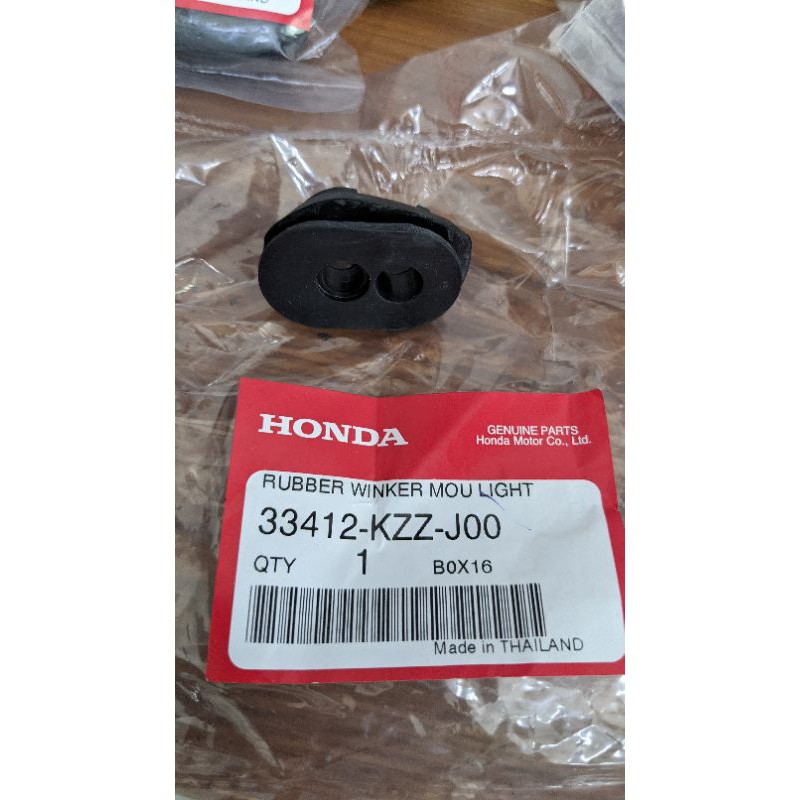 HONDA
GENUINE PARTS
Honda Motor Co., Ltd.
RUBBER WINKER MOU LIGHT
33412-KZZ-J00
QTY 1 B0X16
Made in THAILAND